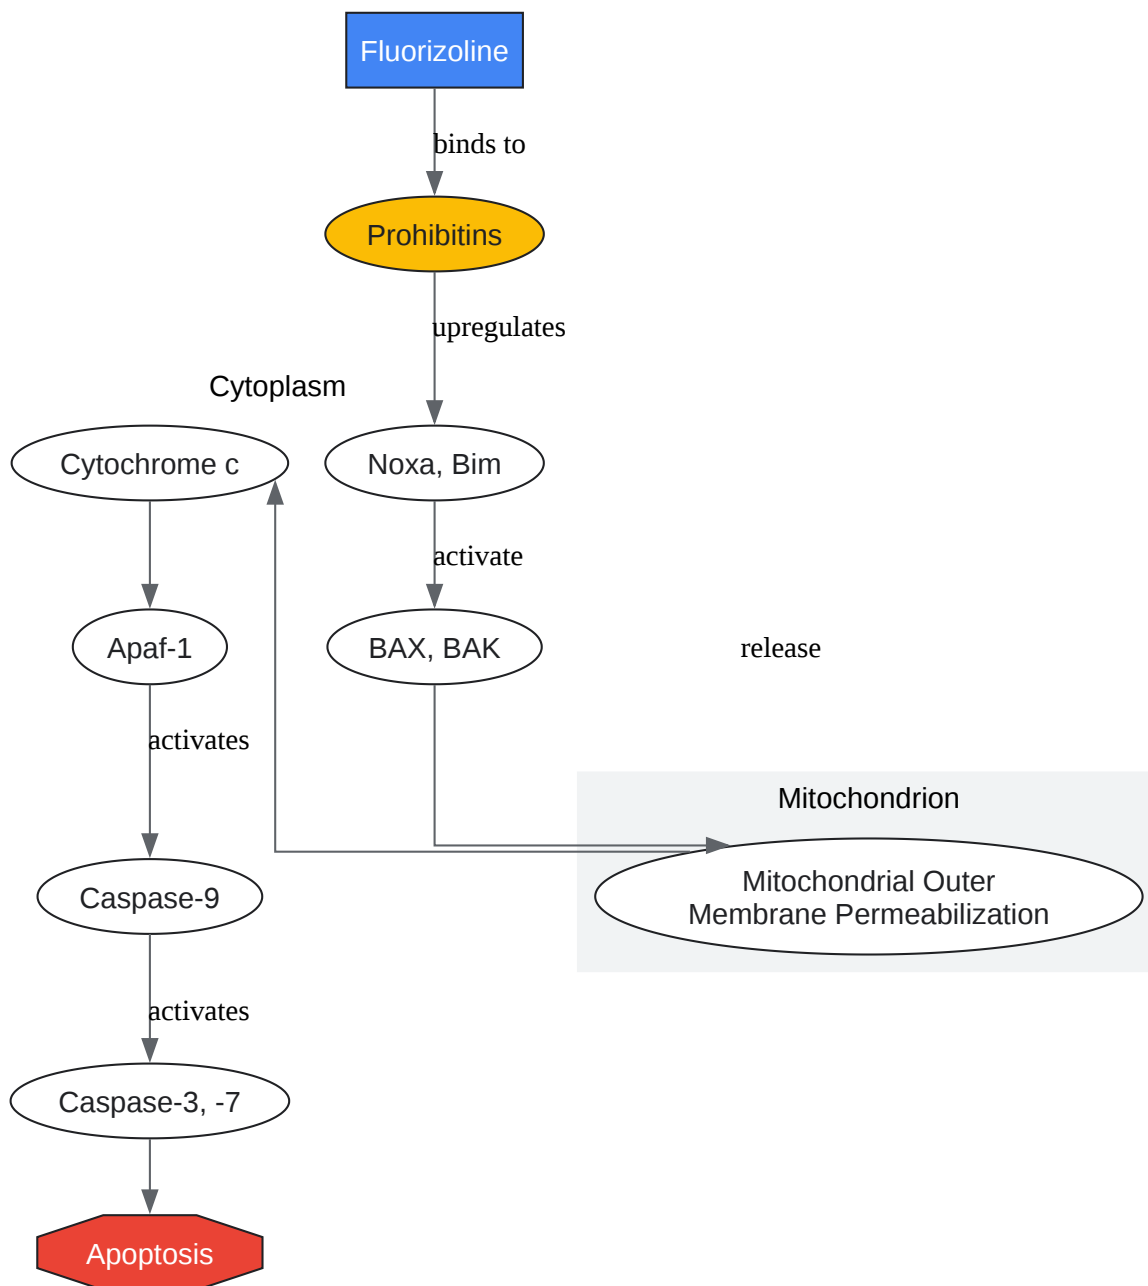 Fluorizoline
binds to
Prohibitins
upregulates
Cytoplasm
Cytochrome c
Noxa, Bim
activate
Apaf-1
BAX, BAK
release
activates
Mitochondrion
Mitochondrial Outer
Membrane Permeabilization
Caspase-9
activates
Caspase-3, -7
Apoptosis